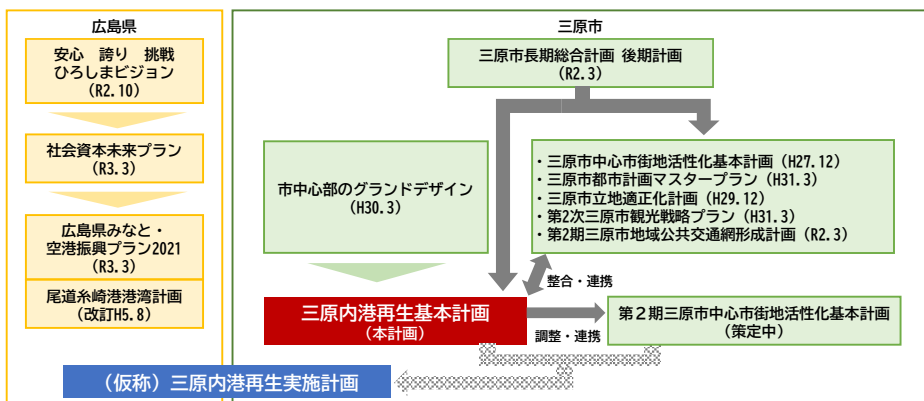 広島県
安心　誇り　挑戦
ひろしまビジョン
(R2.10)
社会資本未来プラン
(R3.3)
広島県みなと・
空港振興プラン2021
(R3.3)
尾道糸崎港港湾計画
(改訂H5.8)
三原市
三原市長期総合計画 後期計画
(R2.3)
市中心部のグランドデザイン
(H30.3)
・三原市中心市街地活性化基本計画（H27.12）
・三原市都市計画マスタープラン（H31.3）
・三原市立地適正化計画（H29.12）
・第2次三原市観光戦略プラン（H31.3）
・第2期三原市地域公共交通網形成計画（R2.3）
整合・連携
三原内港再生基本計画
(本計画)
調整・連携
第２期三原市中心市街地活性化基本計画
(策定中)
（仮称）三原内港再生実施計画